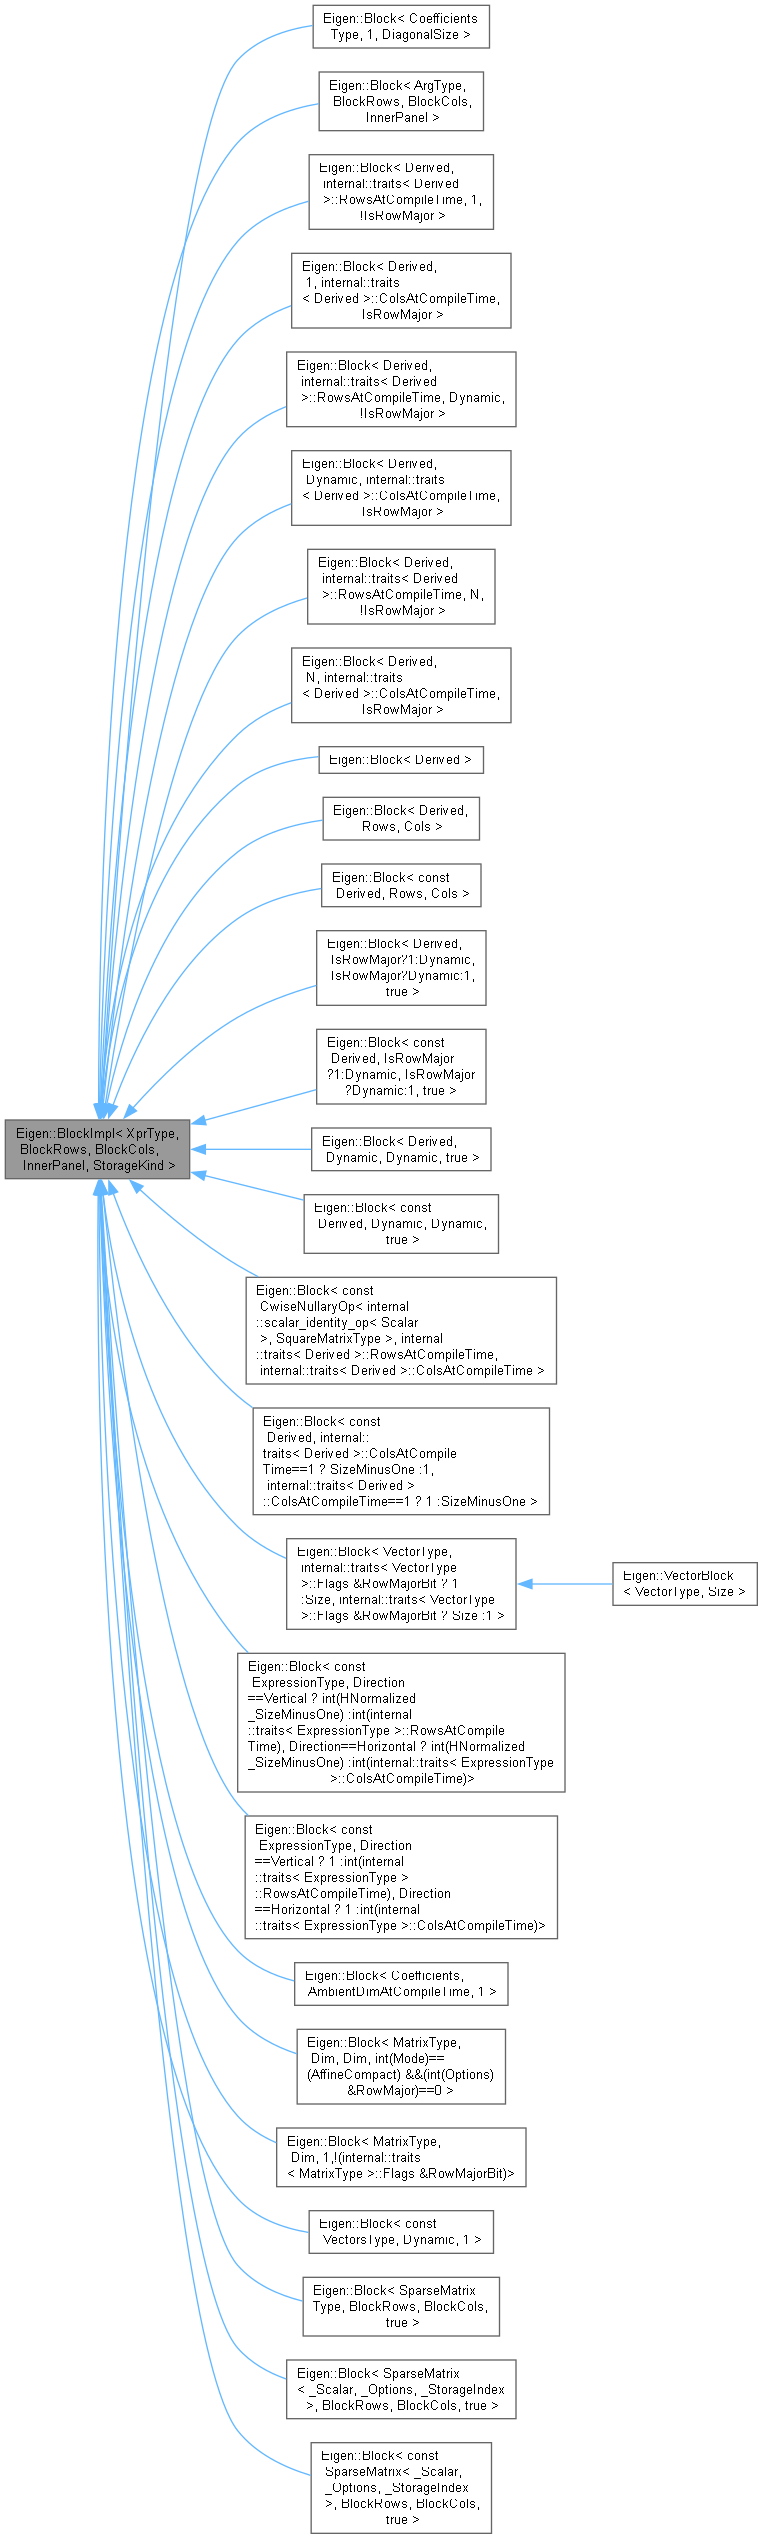 Eigen::Block< Coefficients
Type, 1, DiagonalSize >
Eigen::Block< ArgType,
BlockRows, BlockCols,
InnerPanel >
Eigen::Block< Derived,
internal::traits< Derived
>::RowsAtCompileTime, 1,
!IsRowMajor >
Eigen::Block< Derived,
1, internal::traits
< Derived >::ColsAtCompileTime,
IsRowMajor >
Eigen::Block< Derived,
internal::traits< Derived
>::RowsAtCompileTime, Dynamic,
!IsRowMajor >
Eigen::Block< Derived,
Dynamic, internal::traits
< Derived >::ColsAtCompileTime,
IsRowMajor >
Eigen::Block< Derived,
internal::traits< Derived
>::RowsAtCompileTime, N,
!IsRowMajor >
Eigen::Block< Derived,
N, internal::traits
< Derived >::ColsAtCompileTime,
IsRowMajor >
Eigen::Block< Derived >
Eigen::Block< Derived,
Rows, Cols >
Eigen::Block< const
Derived, Rows, Cols >
Eigen::Block< Derived,
IsRowMajor?1:Dynamic,
IsRowMajor?Dynamic:1,
true >
Eigen::Block< const
Derived, IsRowMajor
?1:Dynamic, IsRowMajor
?Dynamic:1, true >
Eigen::BlockImpl< XprType,
BlockRows, BlockCols,
InnerPanel, StorageKind >
Eigen::Block< Derived,
Dynamic, Dynamic, true >
Eigen::Block< const
Derived, Dynamic, Dynamic,
true >
Eigen::Block< const
CwiseNullaryOp< internal
::scalar_identity_op< Scalar
>, SquareMatrixType >, internal
::traits< Derived >::RowsAtCompileTime,
internal::traits< Derived >::ColsAtCompileTime >
Eigen::Block< const
Derived, internal::
traits< Derived >::ColsAtCompile
Time==1 ? SizeMinusOne :1,
internal::traits< Derived >
::ColsAtCompileTime==1 ? 1 :SizeMinusOne >
Eigen::Block< VectorType,
internal::traits< VectorType
>::Flags &RowMajorBit ? 1
:Size, internal::traits< VectorType
>::Flags &RowMajorBit ? Size :1 >
Eigen::VectorBlock
< VectorType, Size >
Eigen::Block< const
ExpressionType, Direction
==Vertical ? int(HNormalized
_SizeMinusOne) :int(internal
::traits< ExpressionType >::RowsAtCompile
Time), Direction==Horizontal ? int(HNormalized
_SizeMinusOne) :int(internal::traits< ExpressionType
>::ColsAtCompileTime)>
Eigen::Block< const
ExpressionType, Direction
==Vertical ? 1 :int(internal
::traits< ExpressionType >
::RowsAtCompileTime), Direction
==Horizontal ? 1 :int(internal
::traits< ExpressionType >::ColsAtCompileTime)>
Eigen::Block< Coefficients,
AmbientDimAtCompileTime, 1 >
Eigen::Block< MatrixType,
Dim, Dim, int(Mode)==
(AffineCompact) &&(int(Options)
&RowMajor)==0 >
Eigen::Block< MatrixType,
Dim, 1,!(internal::traits
< MatrixType >::Flags &RowMajorBit)>
Eigen::Block< const
VectorsType, Dynamic, 1 >
Eigen::Block< SparseMatrix
Type, BlockRows, BlockCols,
true >
Eigen::Block< SparseMatrix
< _Scalar, _Options, _StorageIndex
>, BlockRows, BlockCols, true >
Eigen::Block< const
SparseMatrix< _Scalar,
_Options, _StorageIndex
>, BlockRows, BlockCols,
true >